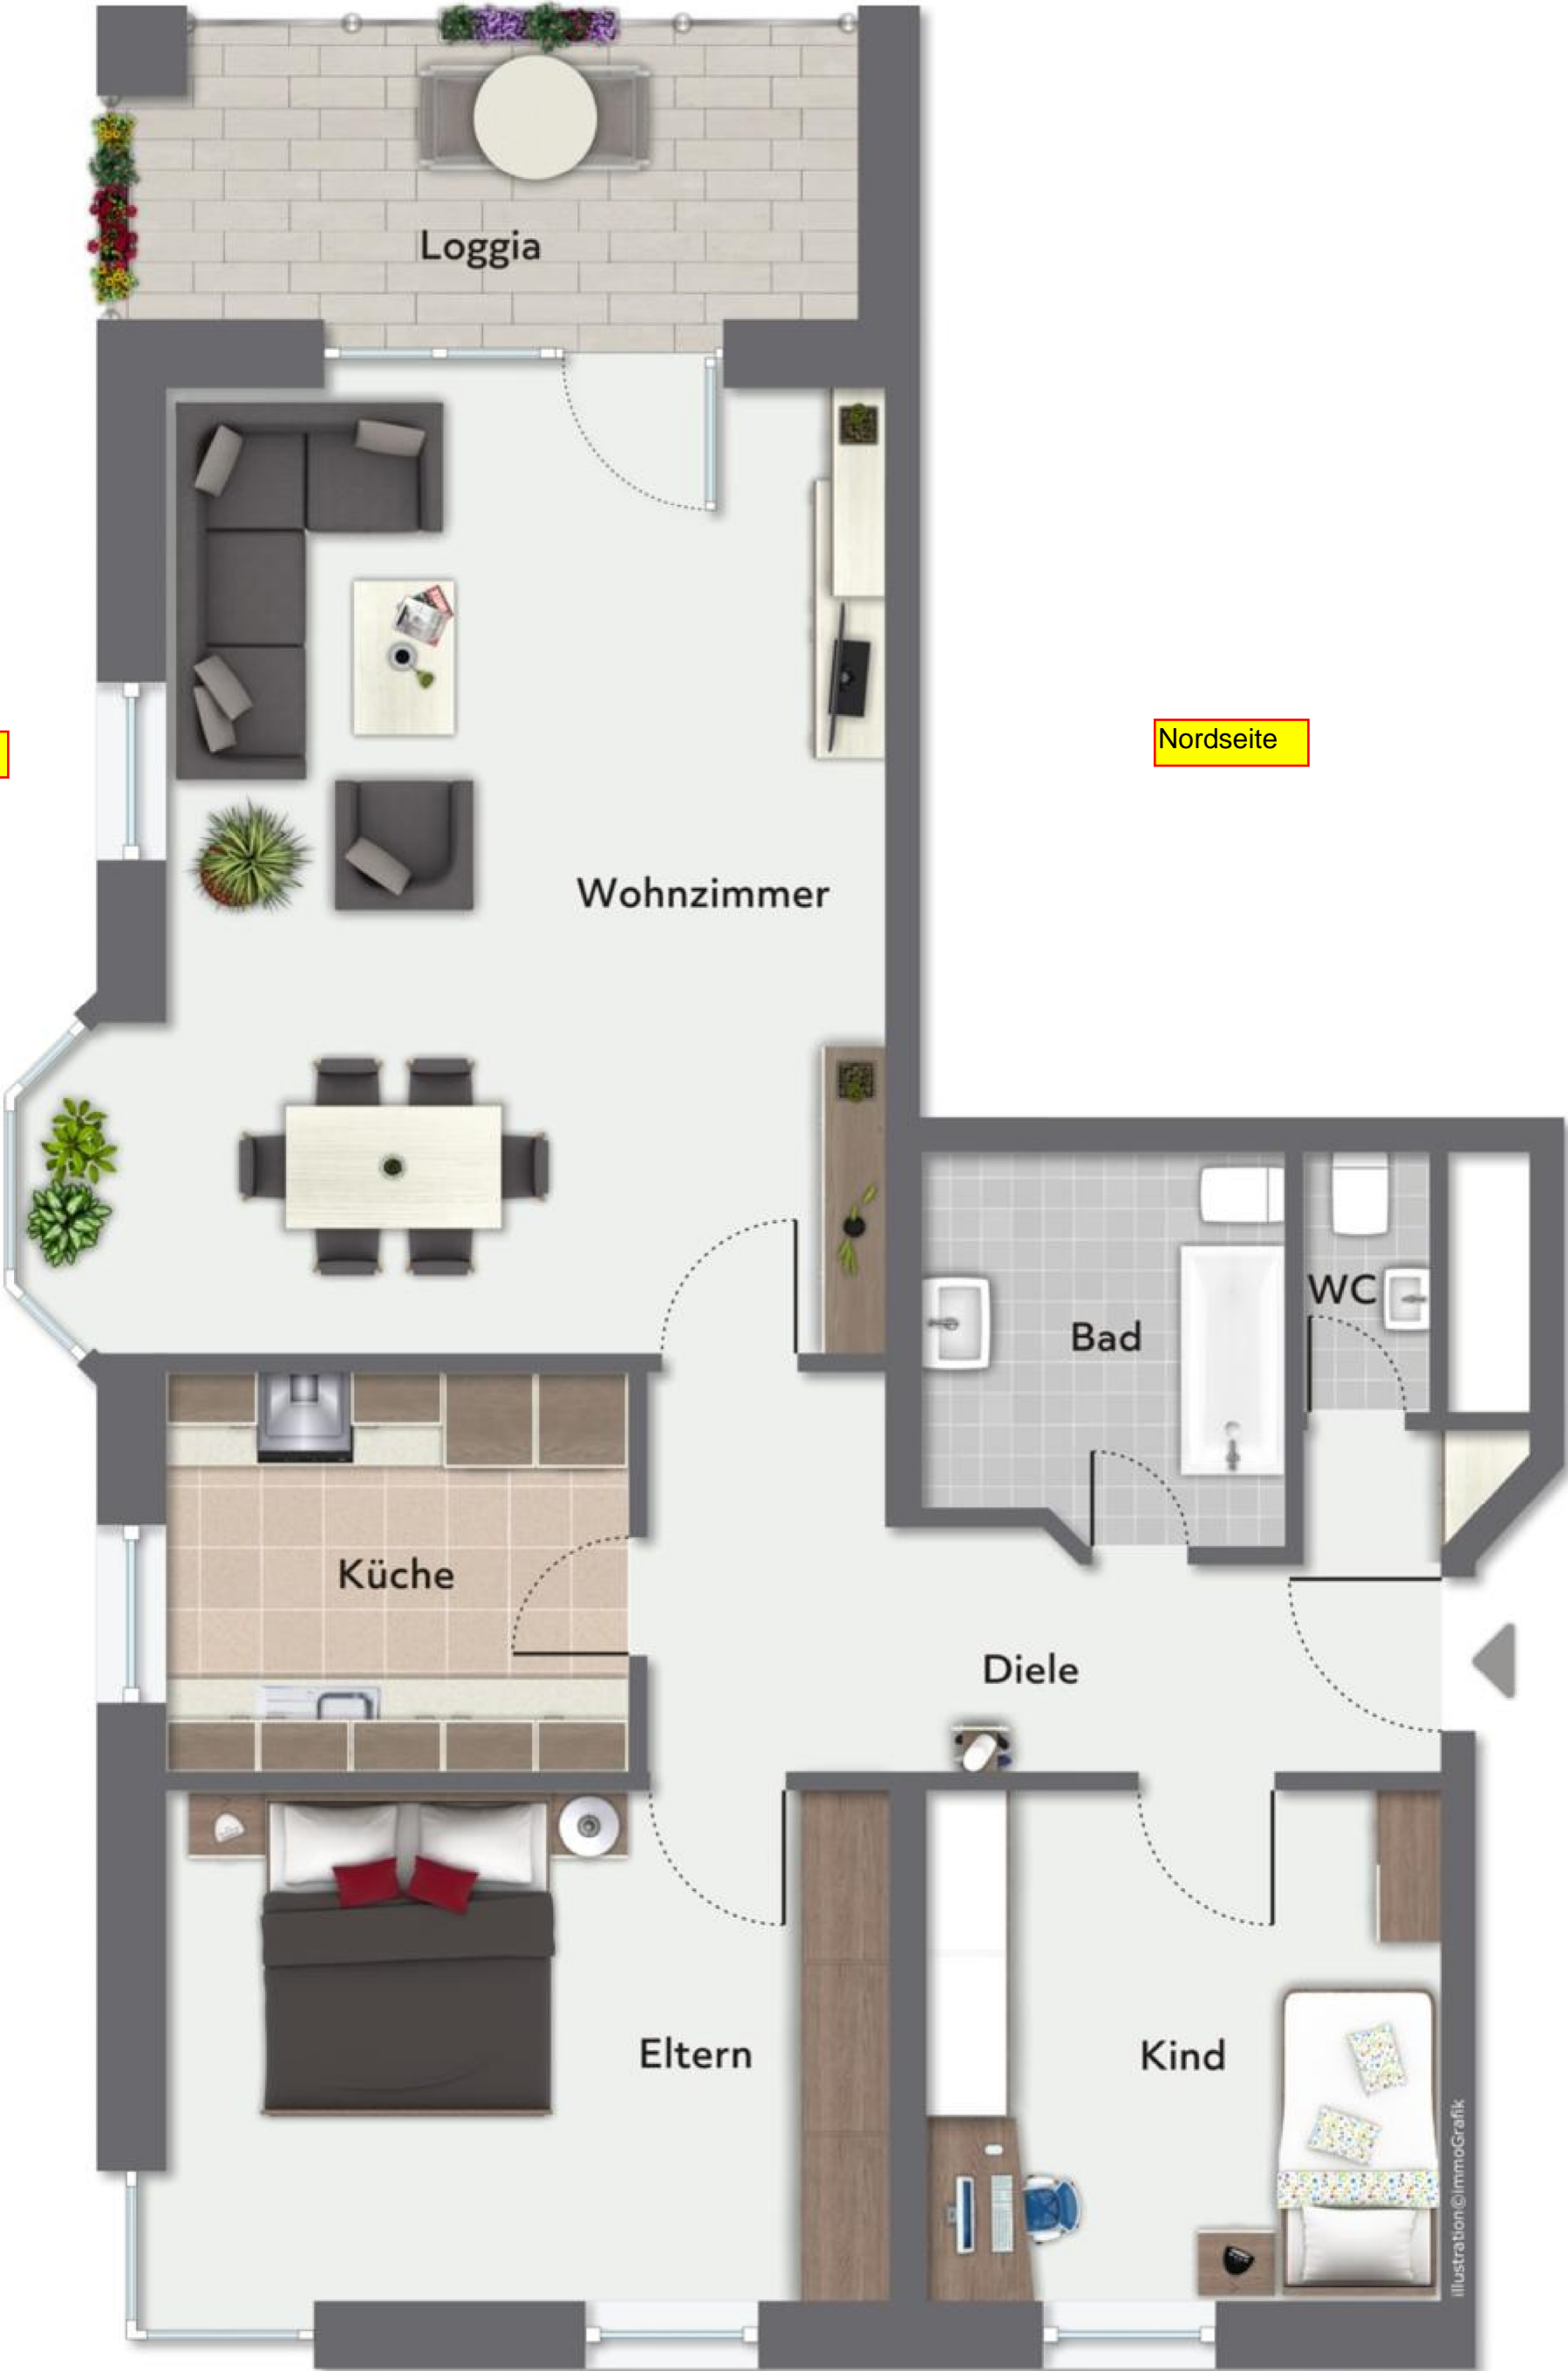 Loggia
Nordseite
Wohnzimmer
WC
Bad
Küche
Diele
Eltern
Kind
illustration©immoGrafik